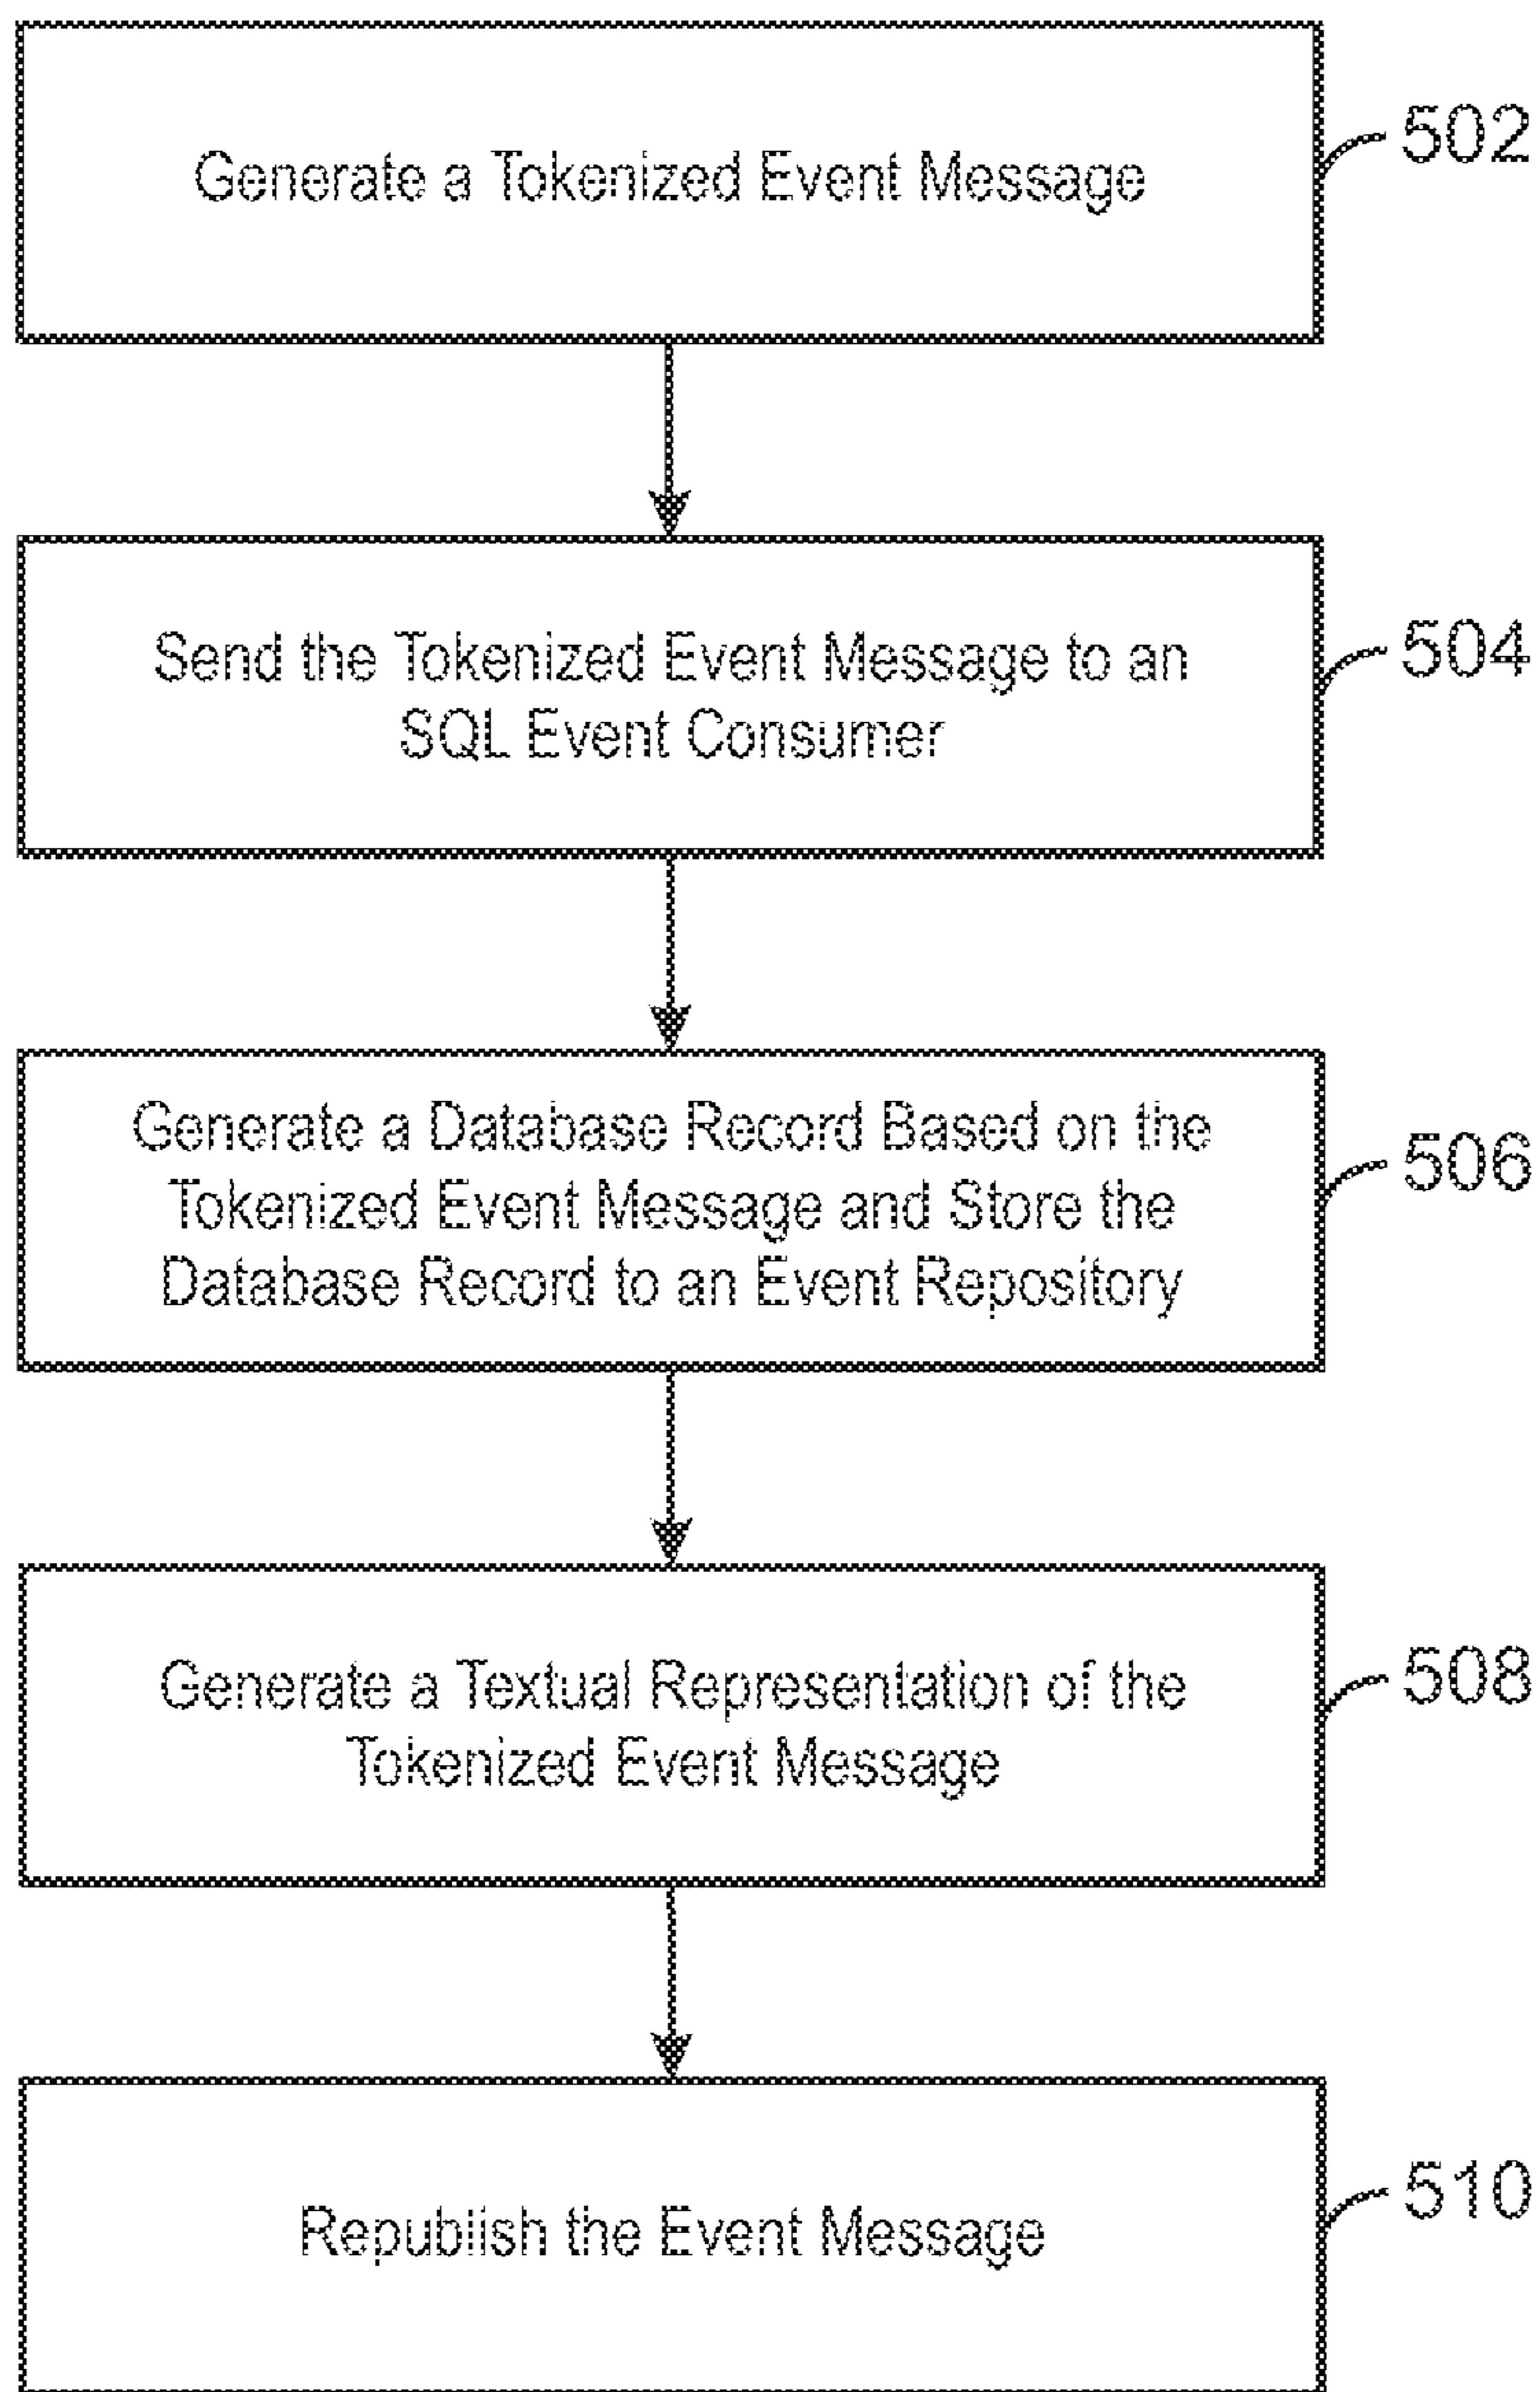 Generate a Tokenized Event Message
502
Send the Tokenized Event Message to an
SQL Event Consumer
504
Generate a Database Record Based on the
Tokenized Event Message and Store the
Database Record to an Event Repository
506
Generate a Textual Representation of the
Tokenized Event Message
508
Republish the Event Message
510